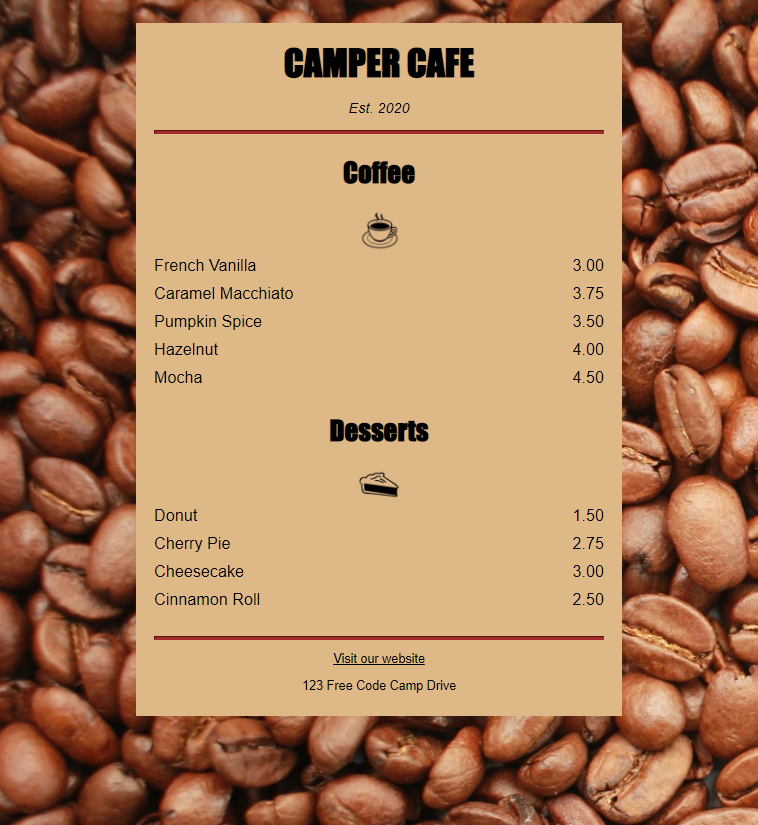 CAMPER CAFE
Est. 2020
Coffee
French Vanilla 3.00
Caramel Macchiato 3.75
Pumpkin Spice 3.50
Hazelnut 4.00
Mocha 4.50
Desserts
Donut 1.50
Cherry Pie 2.75
Cheesecake 3.00
Cinnamon Roll 2.50
Visit our website
123 Free Code Camp Drive